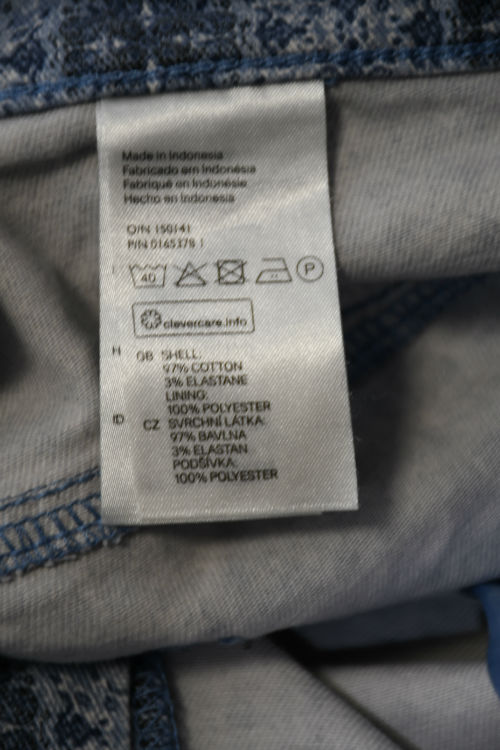 Made in Indonesia
Fabricado em Indonésia
Fabriqué en Indonésie
Hecho en Indonesia
O/N 150141
P/N 0165378 1
40 P
clevercare.info
GB SHELL:
97% COTTON
3% ELASTANE
LINING:
100% POLYESTER
CZ SVRCHNÍ LÁTKA:
97% BAVLNA
3% ELASTAN
PODŠÍVKA:
100% POLYESTER